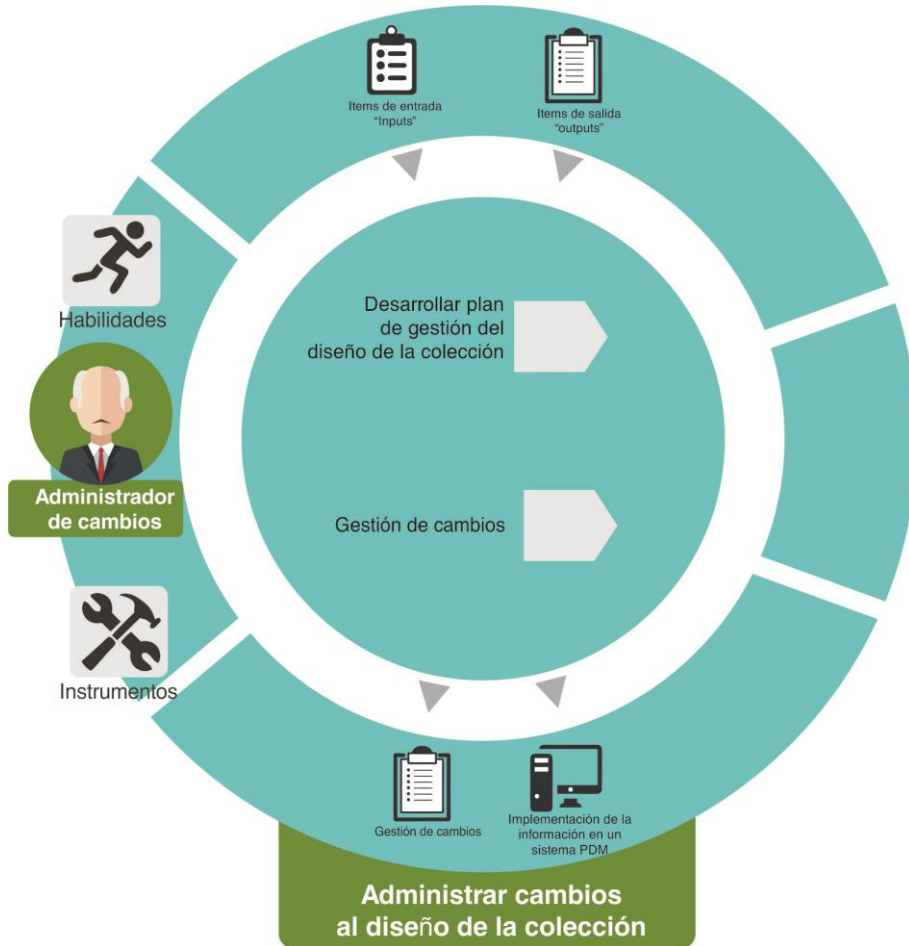 Items de entrada
“Inputs”
Items de salida
“outputs”
Habilidades
Desarrollar plan
de gestión del
diseño de la colección
Administrador
de cambios
Gestión de cambios
Instrumentos
Gestión de cambios
Implementación de la
información en un
sistema PDM
Administrar cambios
al diseño de la colección